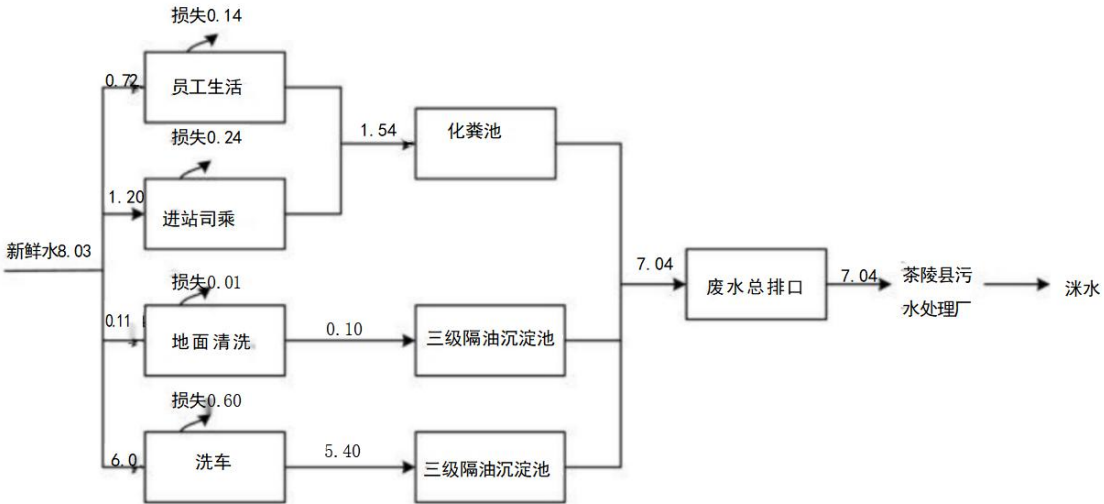 损失0.14
0.72
员工生活
损失0.24
1.54
化粪池
1.20
进站司乘
新鲜水8.03
损失0.01
7.04
废水总排口
7.04
茶陵县污
水处理厂
洣水
0.11
地面清洗
0.10
三级隔油沉淀池
损失0.60
6.0
洗车
5.40
三级隔油沉淀池